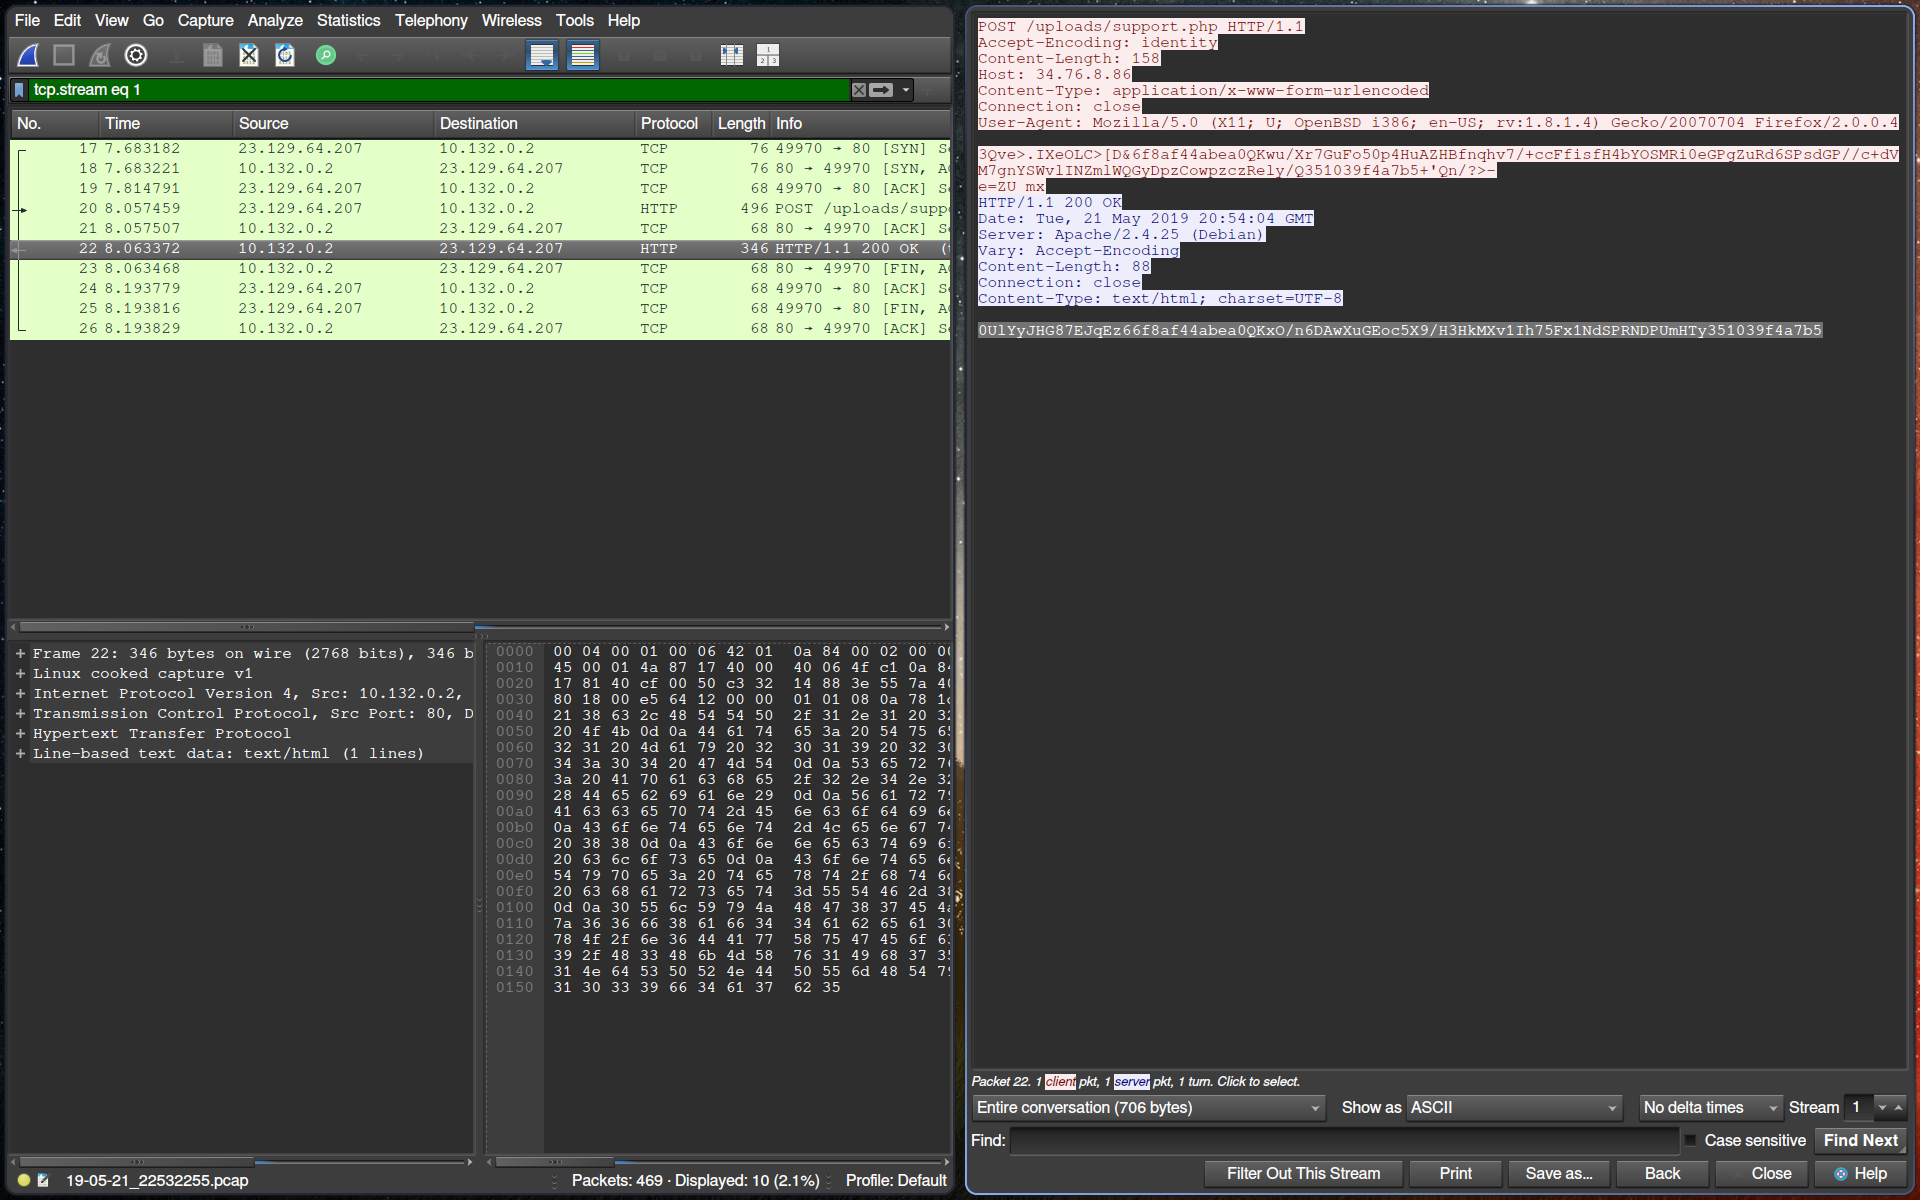 File Edit View Go Capture Analyze Statistics Telephony Wireless Tools Help
tcp.stream eq 1
No. Time Source Destination Protocol Length Info
17 7.683182 23.129.64.207 10.132.0.2 TCP 76 49970 → 80 [SYN] S
18 7.683221 10.132.0.2 23.129.64.207 TCP 76 80 → 49970 [SYN, A
19 7.814791 23.129.64.207 10.132.0.2 TCP 68 49970 → 80 [ACK] S
20 8.057459 23.129.64.207 10.132.0.2 HTTP 496 POST /uploads/supp
21 8.057507 10.132.0.2 23.129.64.207 TCP 68 80 → 49970 [ACK] S
22 8.063372 10.132.0.2 23.129.64.207 HTTP 346 HTTP/1.1 200 OK (
23 8.063468 10.132.0.2 23.129.64.207 TCP 68 80 → 49970 [FIN, A
24 8.193779 23.129.64.207 10.132.0.2 TCP 68 49970 → 80 [ACK] S
25 8.193816 23.129.64.207 10.132.0.2 TCP 68 49970 → 80 [FIN, A
26 8.193829 10.132.0.2 23.129.64.207 TCP 68 80 → 49970 [ACK] S
+ Frame 22: 346 bytes on wire (2768 bits), 346 b
+ Linux cooked capture v1
+ Internet Protocol Version 4, Src: 10.132.0.2,
+ Transmission Control Protocol, Src Port: 80, D
+ Hypertext Transfer Protocol
+ Line-based text data: text/html (1 lines)
0000 00 04 00 01 00 06 42 01 0a 84 00 02 00 00
0010 45 00 01 4a 87 17 40 00 40 06 4f c1 0a 84
0020 17 81 40 cf 00 50 c3 32 14 88 3e 55 7a 40
0030 80 18 00 e5 64 12 00 00 01 01 08 0a 78
0040 21 38 63 2c 48 54 54 50 2f 31 2e 31 20 32
0050 20 4f 4b 0d 0a 44 61 74 65 3a 20 54 75 65
0060 32 31 20 4d 61 79 20 32 30 31 39 20 32 30
0070 34 3a 30 34 20 47 4d 54 0d 0a 53 65 72 76
0080 3a 20 41 70 61 63 68 65 2f 32 2e 34 2e 32
0090 28 44 65 62 69 61 6e 29 0d 0a 56 61 72 79
00a0 41 63 63 65 70 74 2d 45 6e 63 6f 64 69 6e
00b0 0a 43 6f 6e 74 65 6e 74 2d 4c 65 6e 67 74
00c0 20 38 38 0d 0a 43 6f 6e 6e 65 63 74 69 6f
00d0 20 63 6c 6f 73 65 0d 0a 43 6f 6e 74 65 6e
00e0 54 79 70 65 3a 20 74 65 78 74 2f 68 74 6d
00f0 20 63 68 61 72 73 65 74 3d 55 54 46 2d 38
0100 0d 0a 30 55 6c 59 79 4a 48 47 38 37 45 4a
0110 7a 36 36 66 38 61 66 34 34 61 62 65 61 30
0120 78 4f 2f 6e 36 44 41 77 58 75 47 45 6f 63
0130 39 2f 48 33 48 6b 4d 58 76 31 49 68 37 35
0140 31 4e 64 53 50 52 4e 44 50 55 6d 48 54 79
0150 31 30 33 39 66 34 61 37 62 35
19-05-21_22532255.pcap Packets: 469 · Displayed: 10 (2.1%) Profile: Default
POST /uploads/support.php HTTP/1.1
Accept-Encoding: identity
Content-Length: 158
Host: 34.76.8.86
Content-Type: application/x-www-form-urlencoded
Connection: close
User-Agent: Mozilla/5.0 (X11; U; OpenBSD i386; en-US; rv:1.8.1.4) Gecko/20070704 Firefox/2.0.0.4
3Qve>.IXeOLC>[D&6f8af44abea0QKwu/Xr7GuFo50p4HuAZHBfnqhv7/+ccFfisfH4bYOSMRi0eGPgZuRd6SPsdGP//c+dV
M7gnYSWvlINZmlWQGyDpzCowpzczRely/Q351039f4a7b5+'Qn/?>-
e=ZU mx
HTTP/1.1 200 OK
Date: Tue, 21 May 2019 20:54:04 GMT
Server: Apache/2.4.25 (Debian)
Vary: Accept-Encoding
Content-Length: 88
Connection: close
Content-Type: text/html; charset=UTF-8
0UlYyJHG87EJqEz66f8af44abea0QKxO/n6DAwXuGEoc5X9/H3HkMXv1Ih75Fx1NdSPRNDPUmHTy351039f4a7b5
Packet 22. 1 client pkt, 1 server pkt, 1 turn. Click to select.
Entire conversation (706 bytes) Show as ASCII No delta times Stream 1
Find: Case sensitive Find Next
Filter Out This Stream Print Save as... Back Close Help